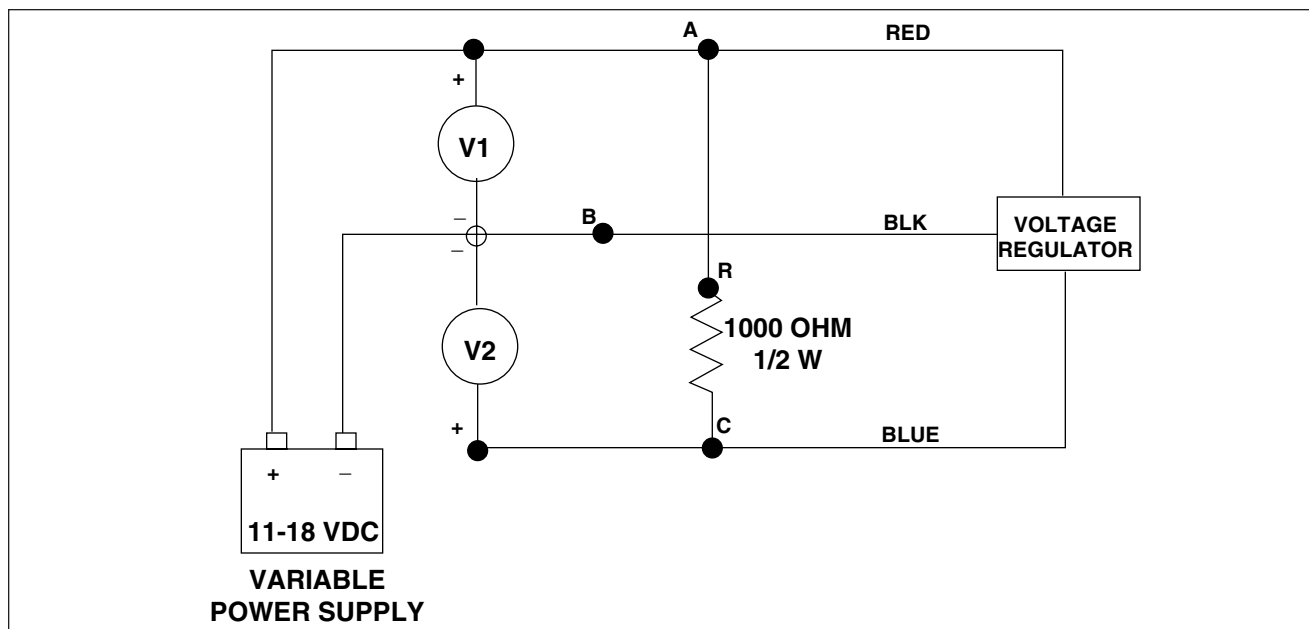 A
RED
+
V1
–
B
BLK
VOLTAGE
REGULATOR
–
R
1000 OHM
1/2 W
V2
+
C
BLUE
+ –
11-18 VDC
VARIABLE
POWER SUPPLY